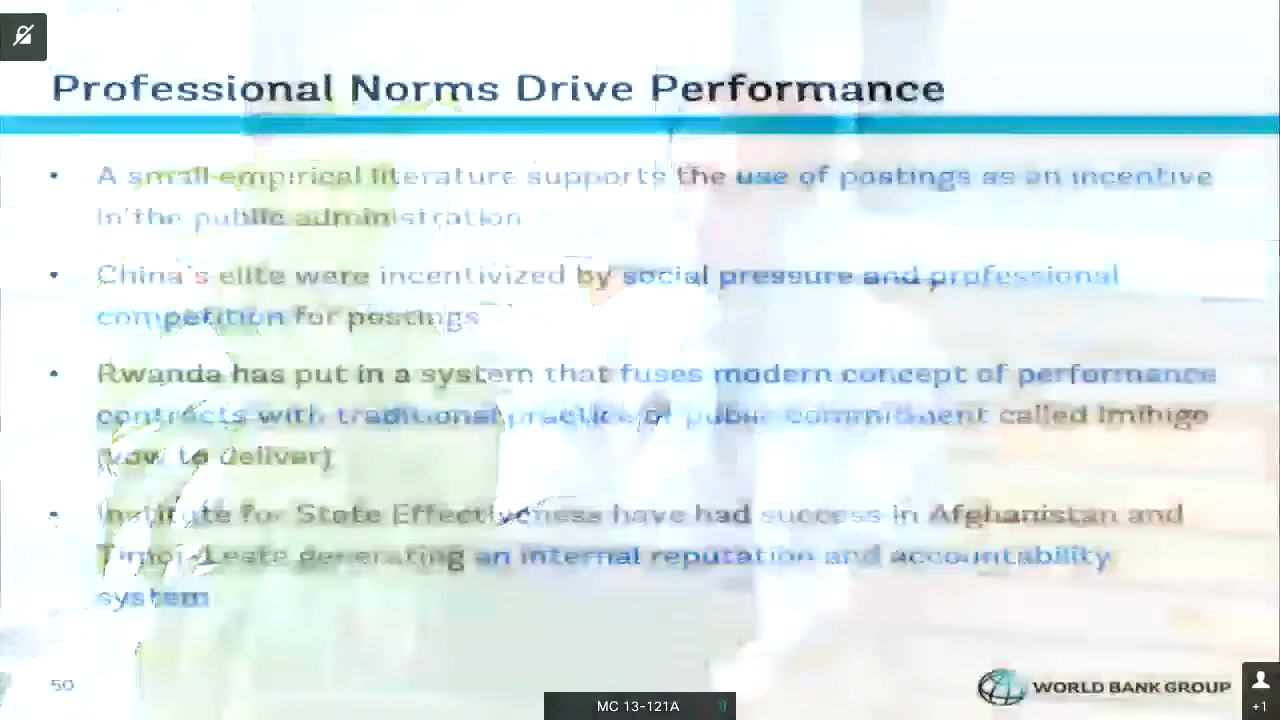 Professional Norms Drive Performance
• A small empirical literature supports the use of postings as an incentive
in the public administration
• China's elite were incentivized by social pressure and professional
competition for postings
• Rwanda has put in a system that fuses modern concept of performance
contracts with traditional practice of public commitment called Imihigo
(vow to deliver)
• Institute for State Effectiveness have had success in Afghanistan and
Timor-Leste generating an internal reputation and accountability
system
50
WORLD BANK GROUP
MC 13-121A
+1